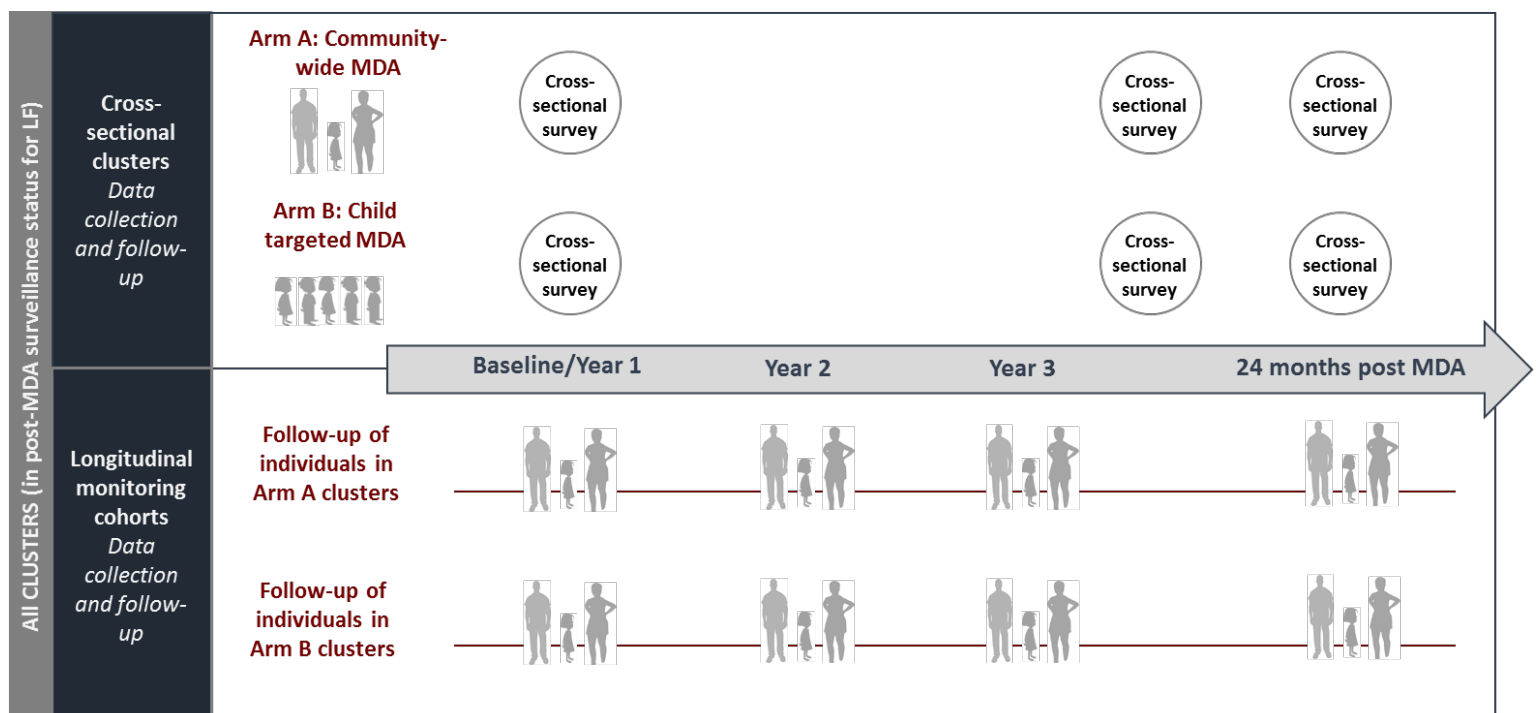 All CLUSTERS (in post-MDA surveillance status for LF)
Cross-
sectional
clusters
Data
collection
and follow-
up
Arm A: Community-
wide MDA
Cross-
sectional
survey
Cross-
sectional
survey
Cross-
sectional
survey
Arm B: Child
targeted MDA
Cross-
sectional
survey
Cross-
sectional
survey
Cross-
sectional
survey
Baseline/Year 1
Year 2
Year 3
24 months post MDA
Longitudinal
monitoring
cohorts
Data
collection
and follow-
up
Follow-up of
individuals in
Arm A clusters
Follow-up of
individuals in
Arm B clusters